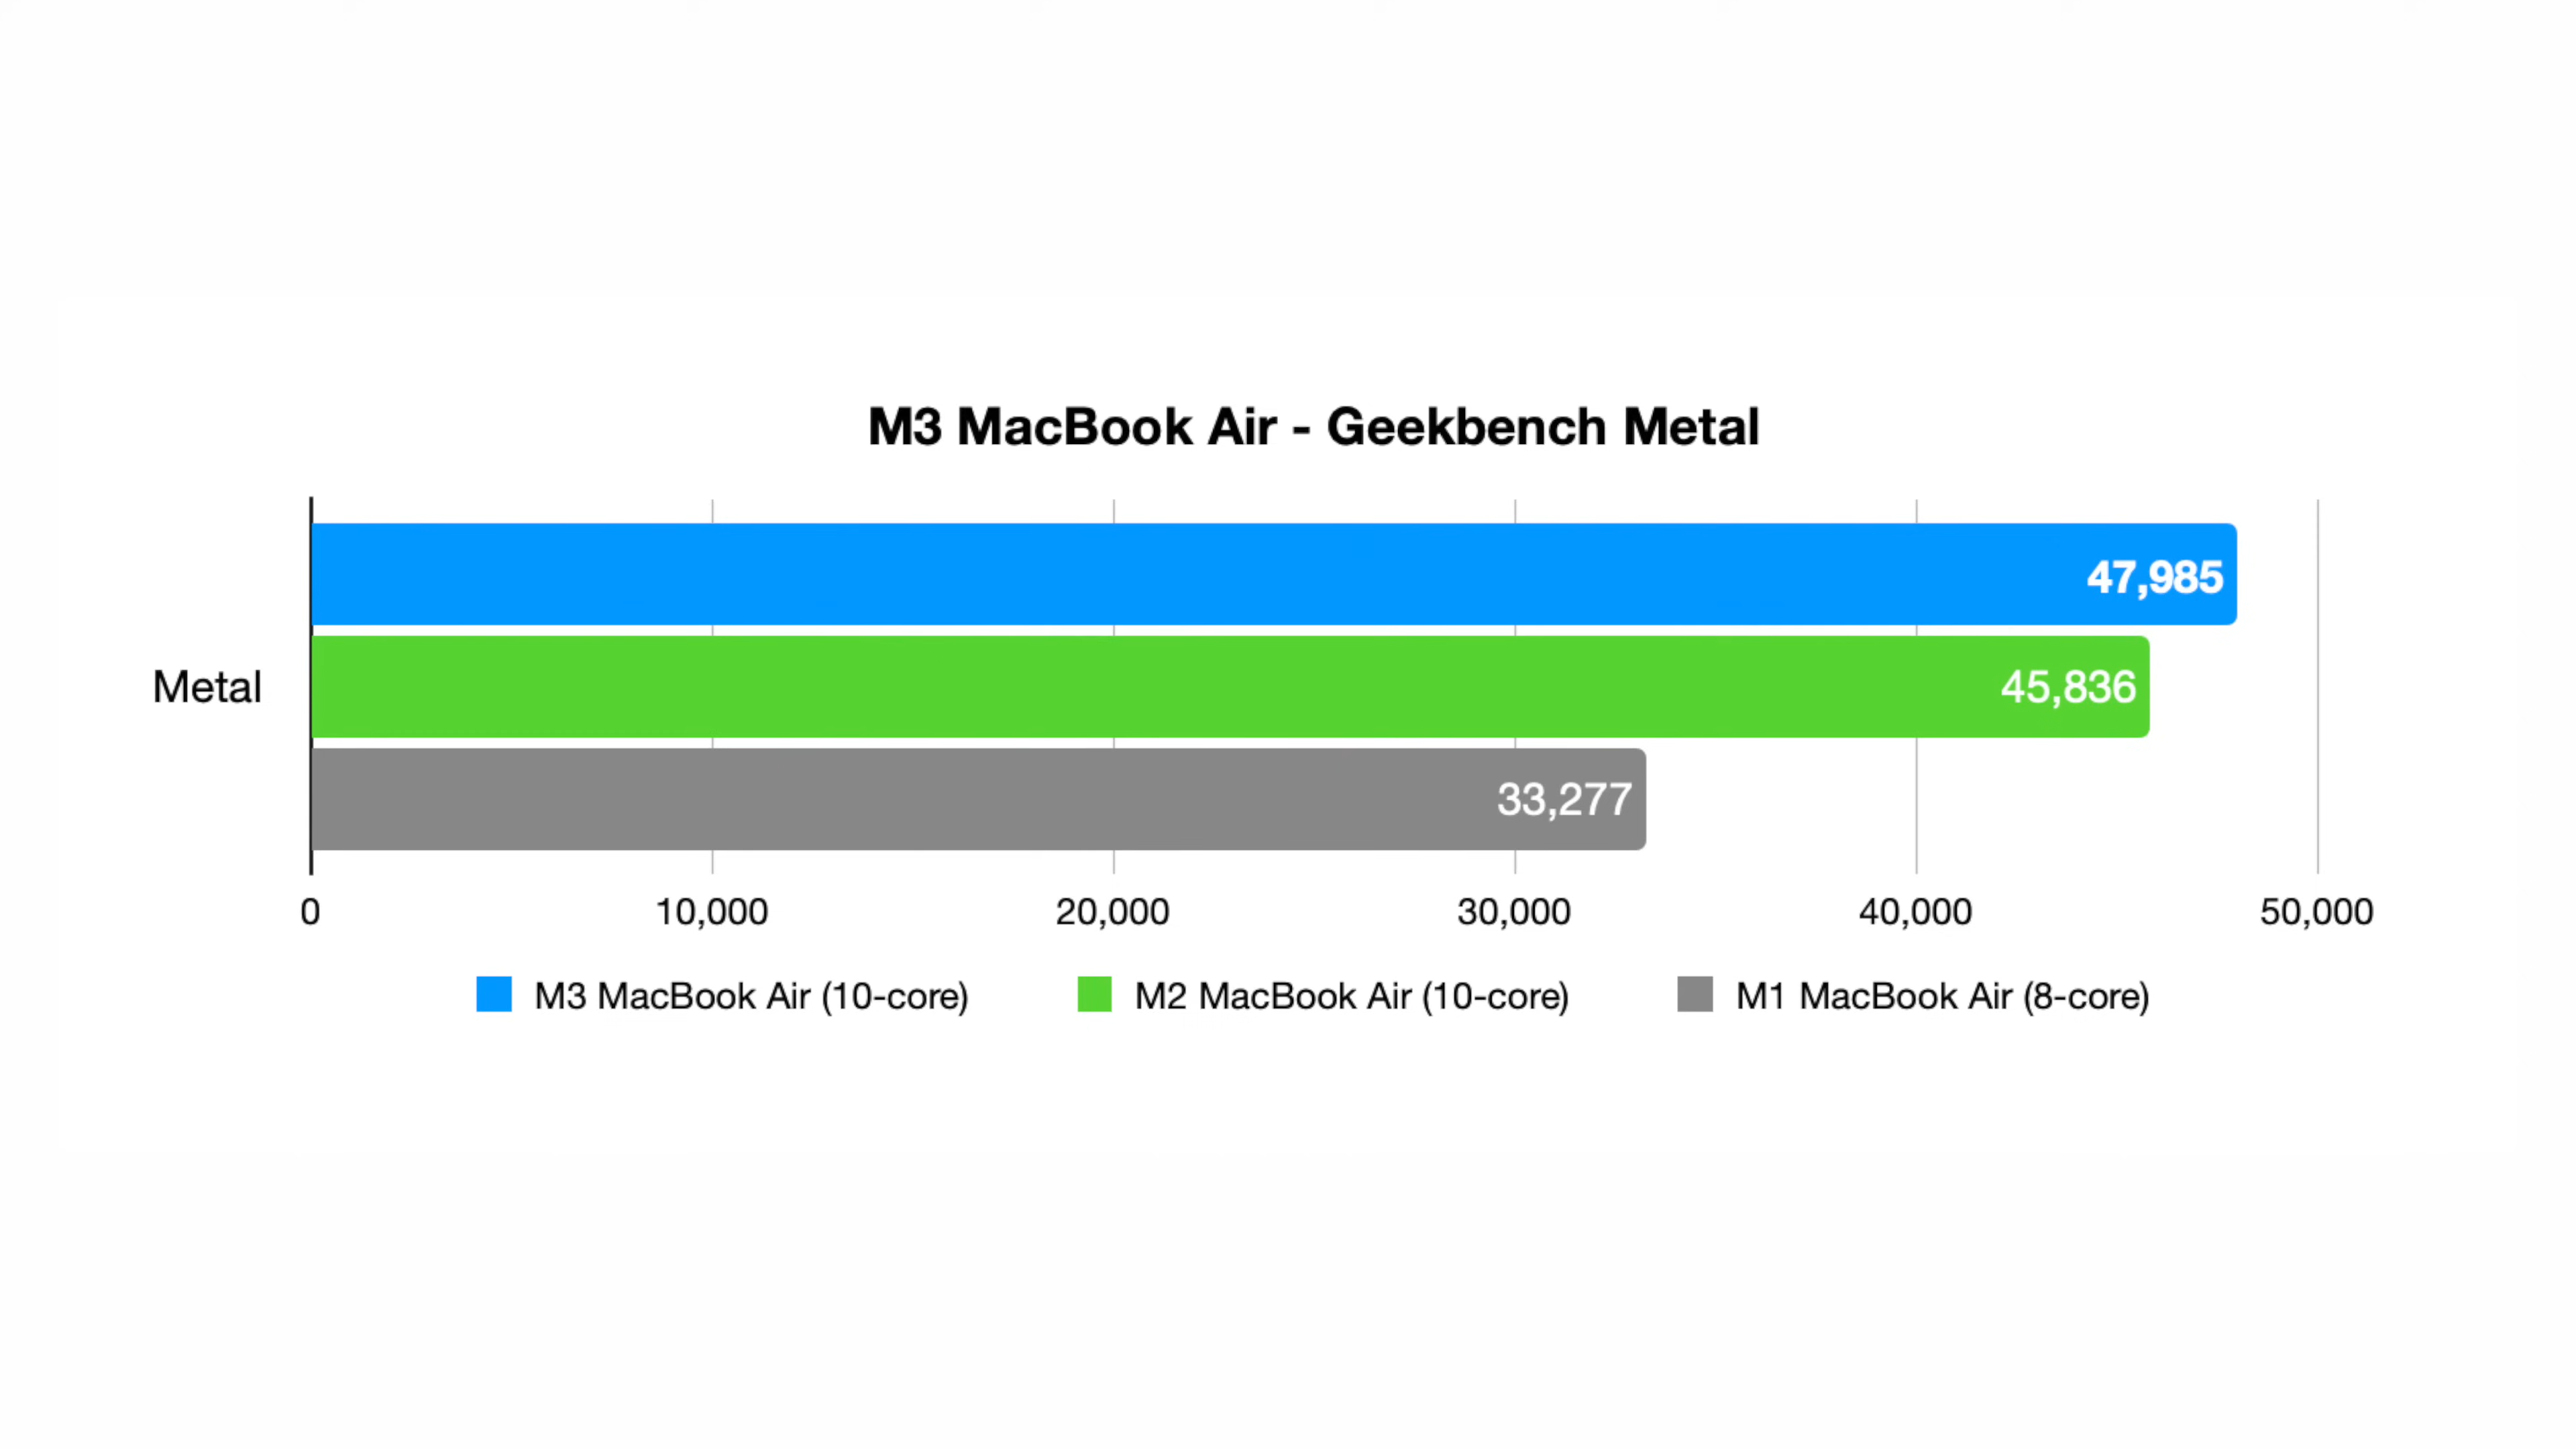 M3 MacBook Air - Geekbench Metal
47,985
Metal
45,836
33,277
0 10,000 20,000 30,000 40,000 50,000
M3 MacBook Air (10-core) M2 MacBook Air (10-core) M1 MacBook Air (8-core)